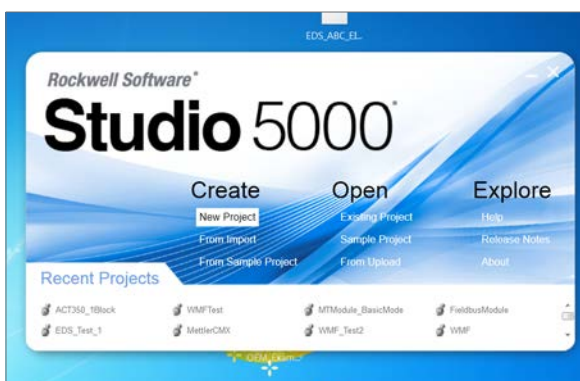 EDS_ABC_EI...
Rockwell Software®
Studio 5000®
Create Open Explore
New Project Existing Project Help
From Import Sample Project Release Notes
From Sample Project From Upload About
Recent Projects
ACT350_1Block WMFTest MTModule_BasicMode FieldbusModule
EDS_Test_1 MettlerCMX WMF_Test2 WMF